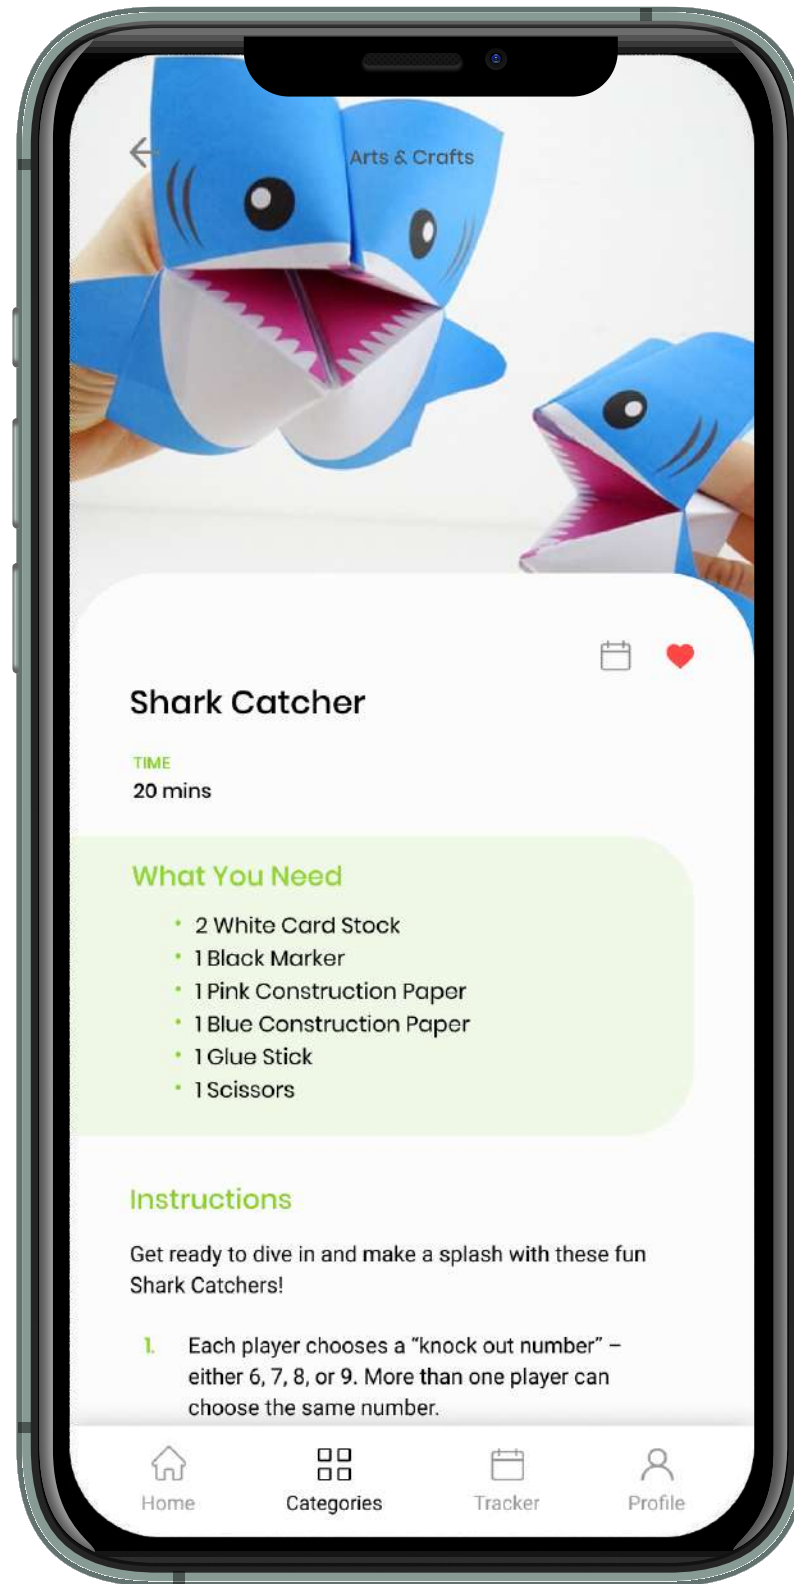 Arts & Crafts
Shark Catcher
TIME
20 mins
What You Need
• 2 White Card Stock
• 1 Black Marker
• 1 Pink Construction Paper
• 1 Blue Construction Paper
• 1 Glue Stick
• 1 Scissors
Instructions
Get ready to dive in and make a splash with these fun
Shark Catchers!
1. Each player chooses a “knock out number” –
either 6, 7, 8, or 9. More than one player can
choose the same number.
Home Categories Tracker Profile